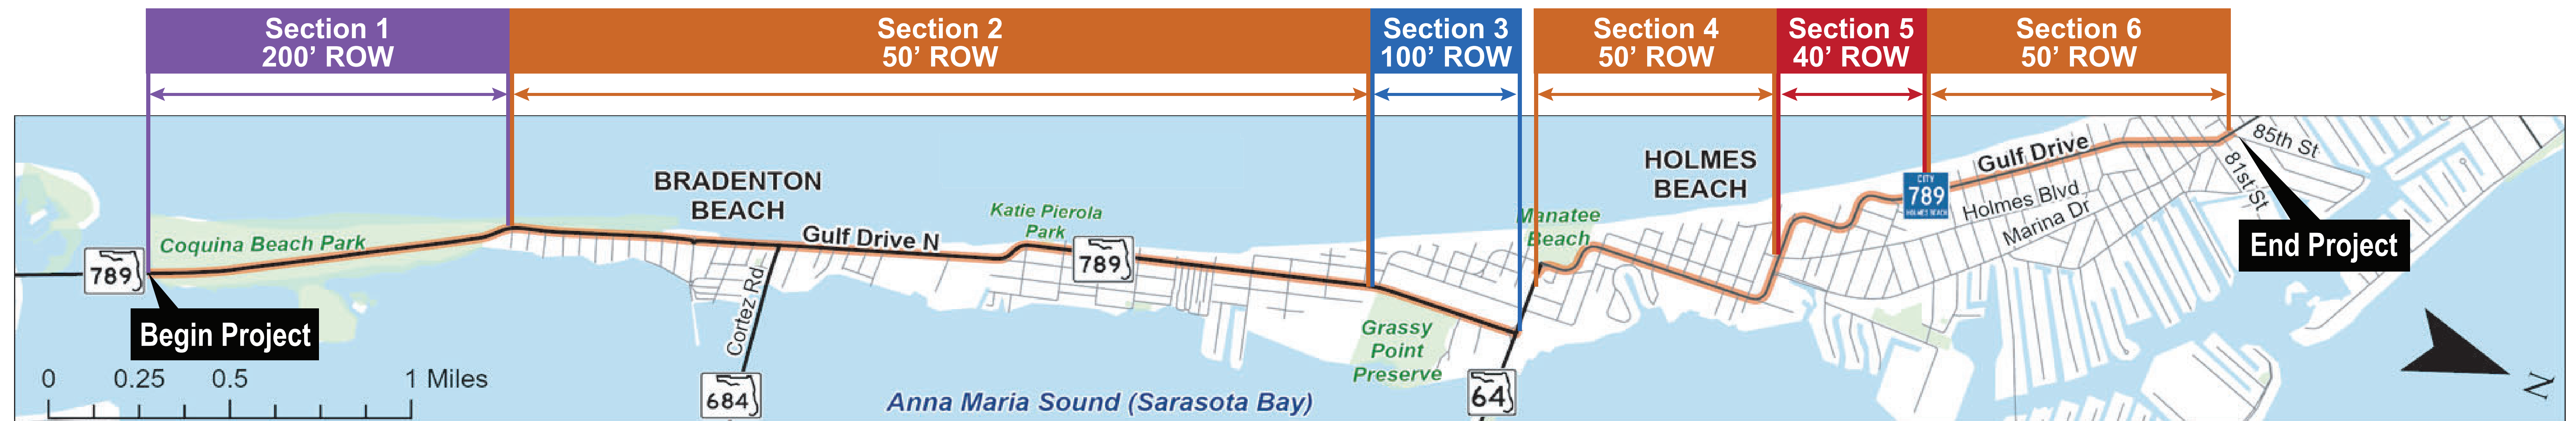 Section 1
200’ ROW
Section 2
50’ ROW
Section 3
100’ ROW
Section 4
50’ ROW
Section 5
40’ ROW
Section 6
50’ ROW
BRADENTON
BEACH
HOLMES
BEACH
Coquina Beach Park
Katie Pierola
Park
Manatee
Beach
Grassy
Point
Preserve
Gulf Drive N
Gulf Drive
Holmes Blvd
Marina Dr
85th St
81st St
Cortez Rd
789
789
CITY
789
HOLMES BEACH
684
64
Begin Project
End Project
Anna Maria Sound (Sarasota Bay)
0 0.25 0.5 1 Miles
N